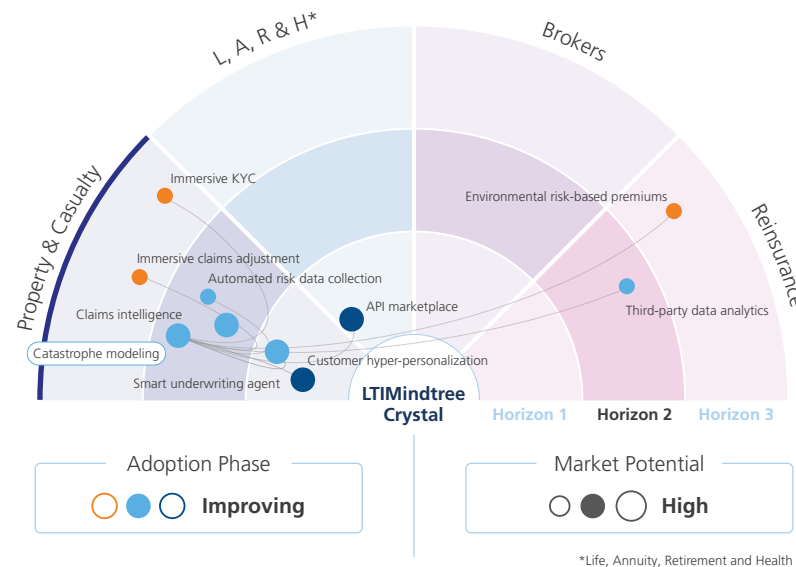 L, A, R & H*
Brokers
Property & Casualty
Reinsurance
Immersive KYC
Environmental risk-based premiums
Immersive claims adjustment
Automated risk data collection
Claims intelligence
API marketplace
Third-party data analytics
Catastrophe modeling
Customer hyper-personalization
Smart underwriting agent
LTIMindtree
Crystal
Horizon 1
Horizon 2
Horizon 3
Adoption Phase
Improving
Market Potential
High
*Life, Annuity, Retirement and Health